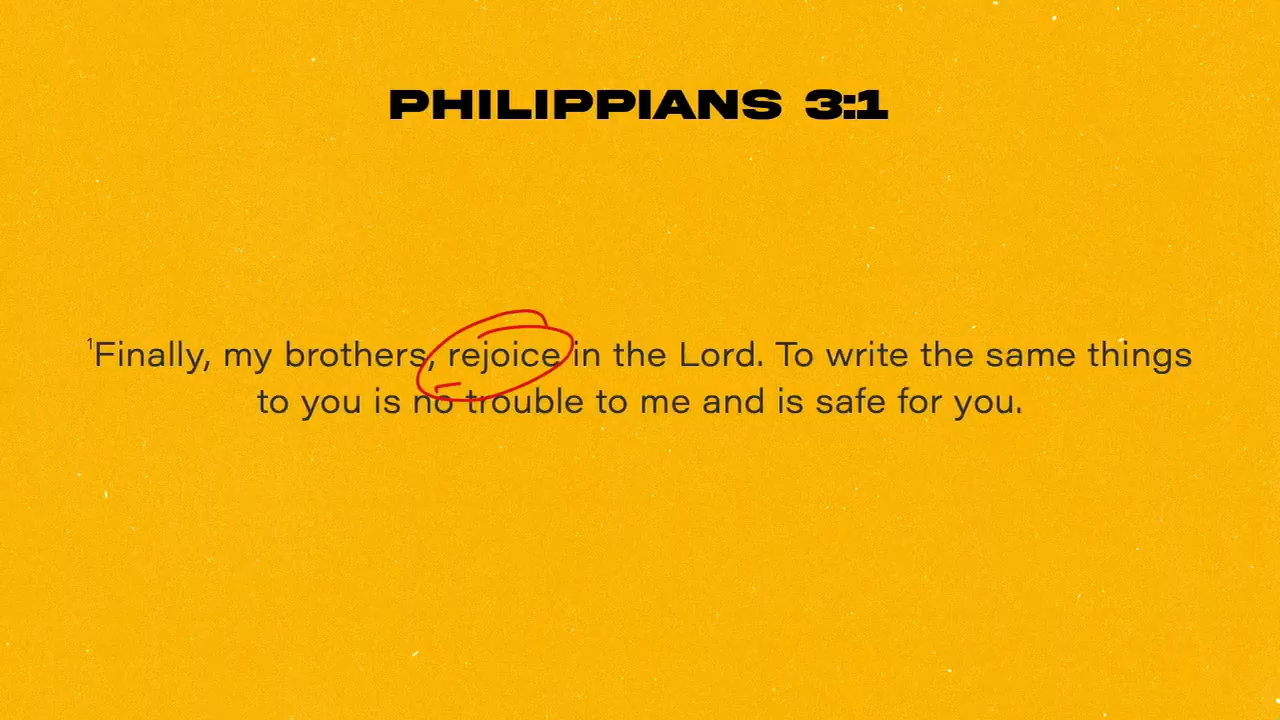 PHILIPPIANS 3:1
¹Finally, my brothers, rejoice in the Lord. To write the same things
to you is no trouble to me and is safe for you.